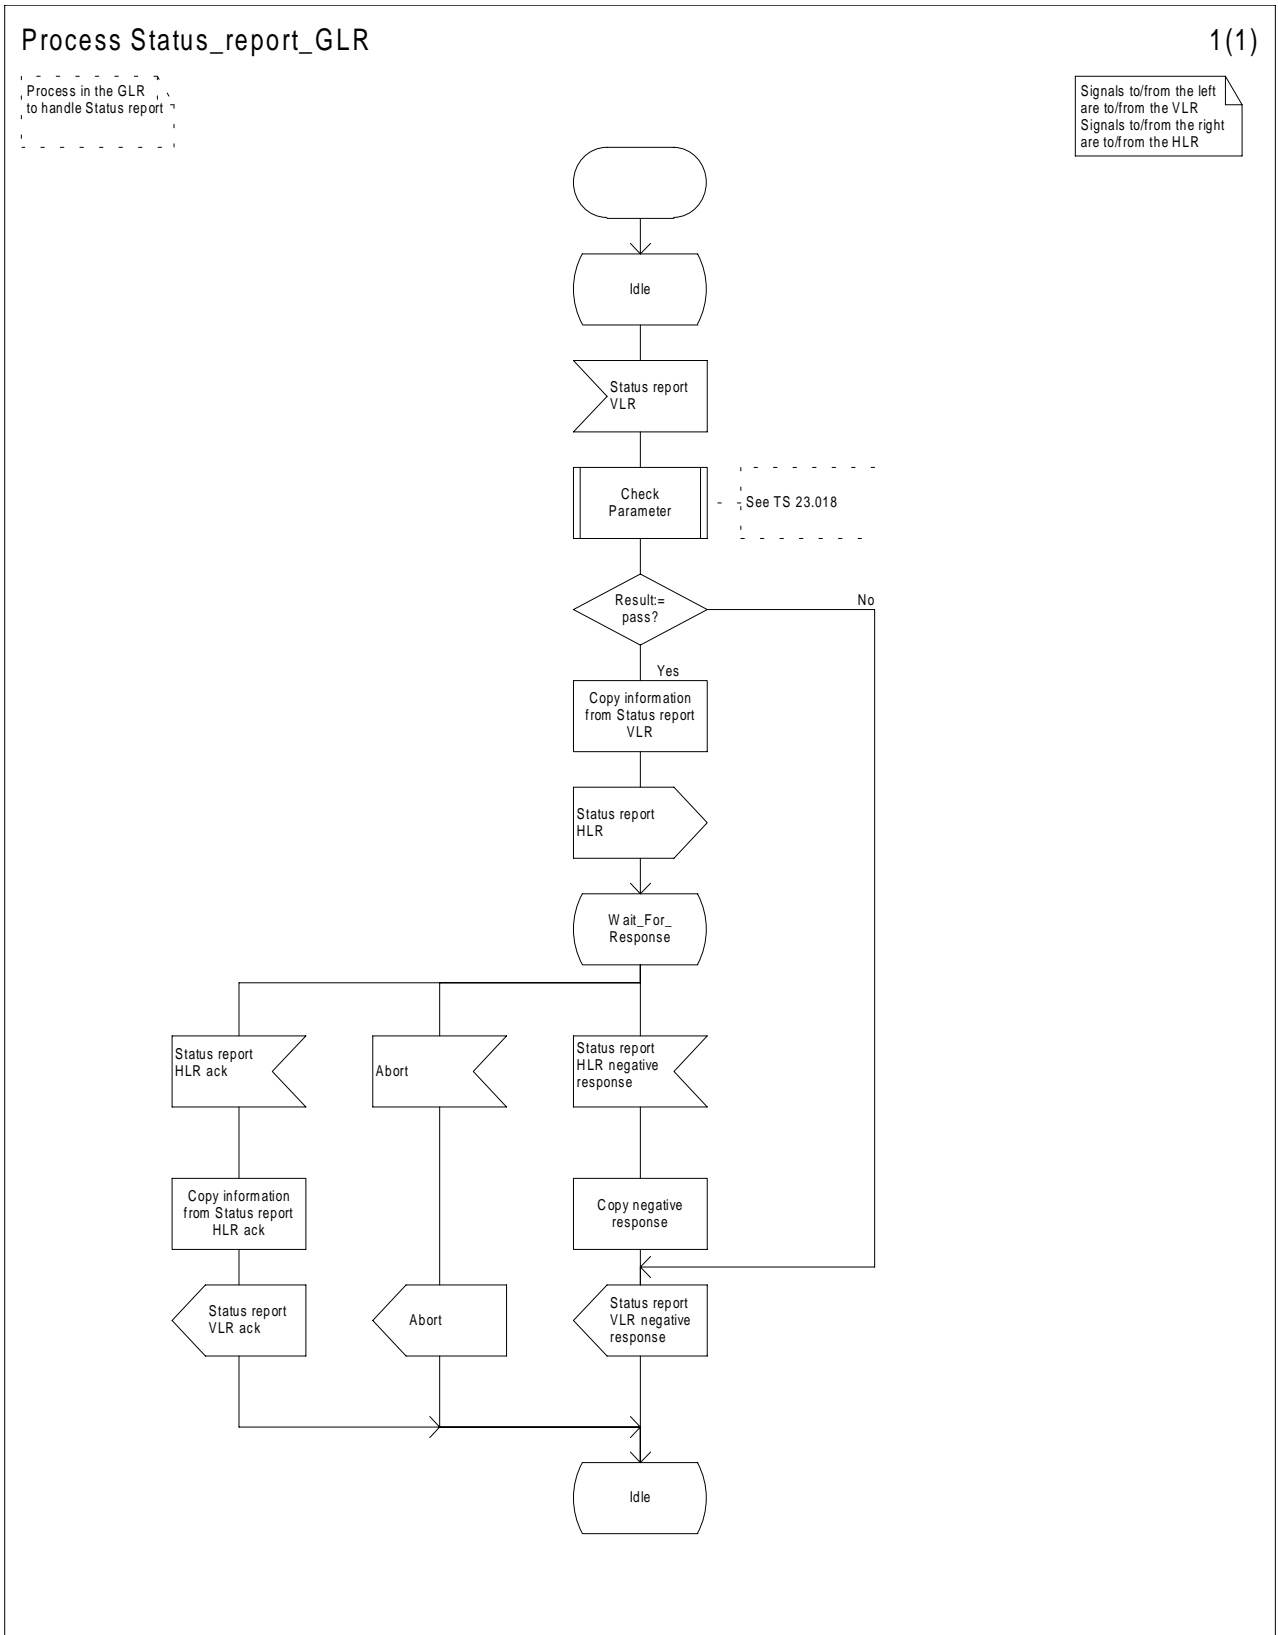 Process Status_report_GLR
1(1)
Process in the GLR
to handle Status report
Signals to/from the left
are to/from the VLR
Signals to/from the right
are to/from the HLR
Idle
Status report
VLR
Check
Parameter
See TS 23.018
Result:=
pass?
No
Yes
Copy information
from Status report
VLR
Status report
HLR
Wait_For_
Response
Status report
HLR ack
Abort
Status report
HLR negative
response
Copy information
from Status report
HLR ack
Copy negative
response
Status report
VLR ack
Abort
Status report
VLR negative
response
Idle